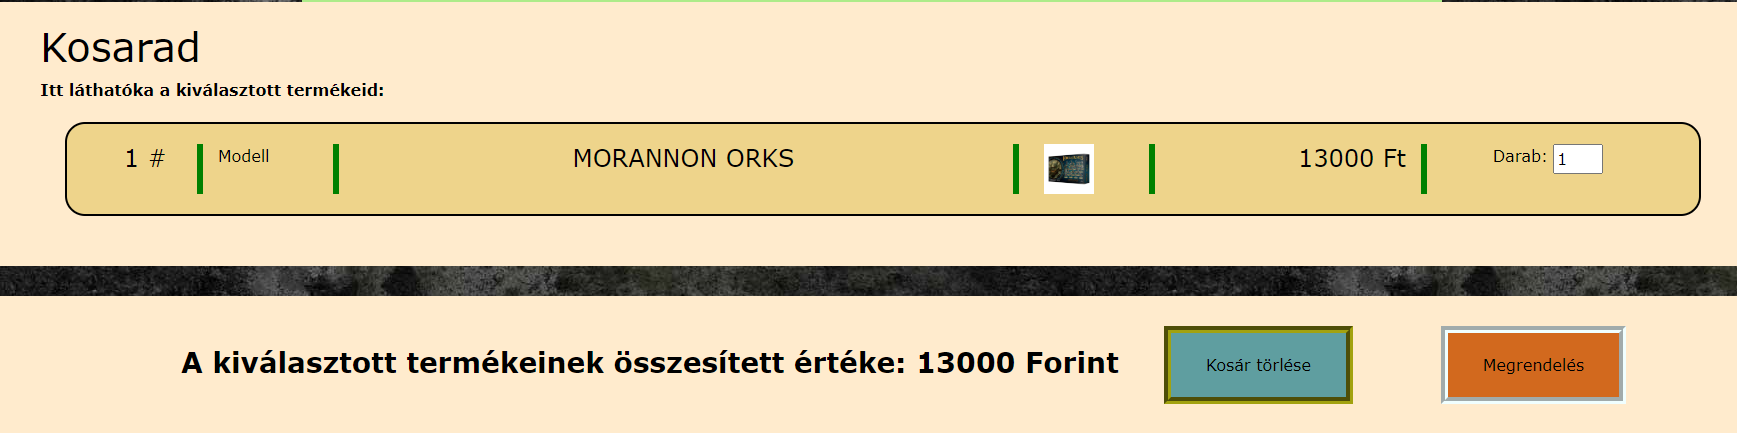 Kosarad
Itt láthatóka a kiválasztott termékeid:
1 # Modell MORANNON ORKS 13000 Ft Darab: 1
A kiválasztott termékeinek összesített értéke: 13000 Forint Kosár törlése Megrendelés